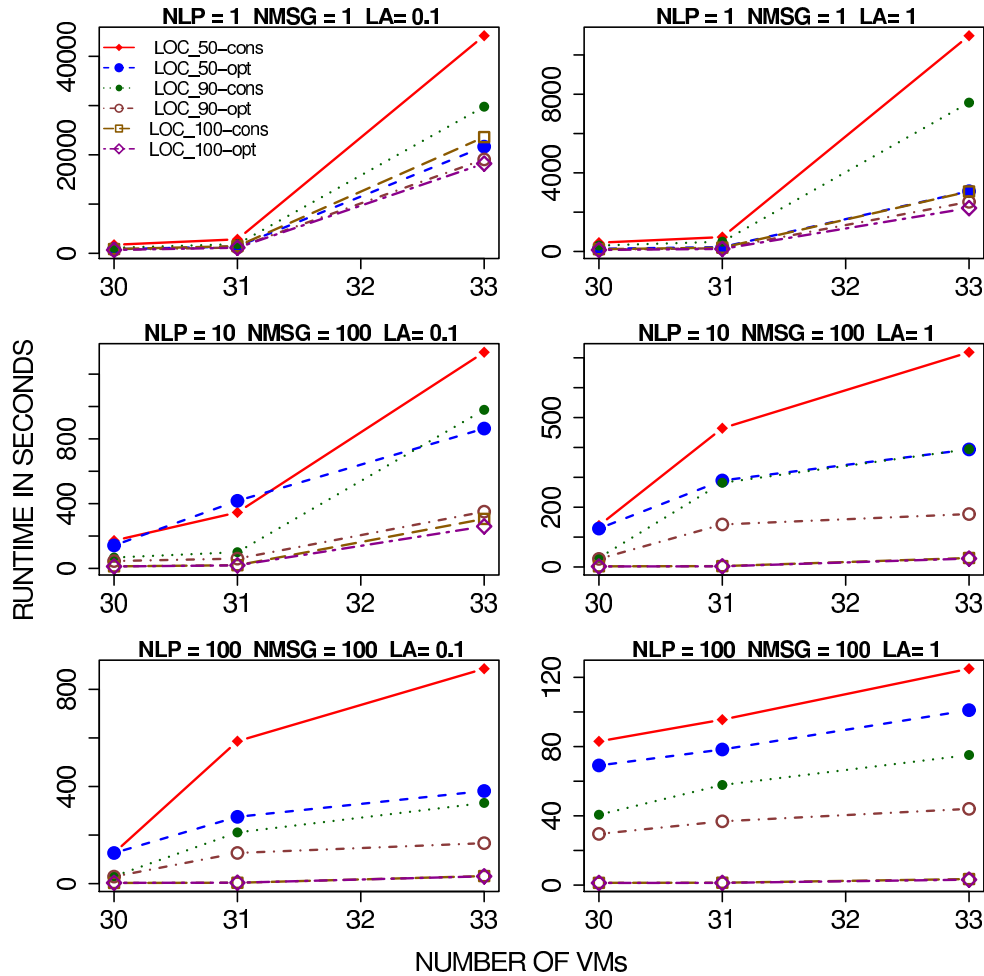 NLP = 1 NMSG = 1 LA= 0.1
NLP = 1 NMSG = 1 LA= 1
40000
20000
0
LOC_50-cons
LOC_50-opt
LOC_90-cons
LOC_90-opt
LOC_100-cons
LOC_100-opt
30 31 32 33
8000
4000
0
30 31 32 33
NLP = 10 NMSG = 100 LA= 0.1
NLP = 10 NMSG = 100 LA= 1
800
400
0
30 31 32 33
500
200
0
30 31 32 33
NLP = 100 NMSG = 100 LA= 0.1
NLP = 100 NMSG = 100 LA= 1
800
400
0
30 31 32 33
120
80
40
0
30 31 32 33
RUNTIME IN SECONDS
NUMBER OF VMs